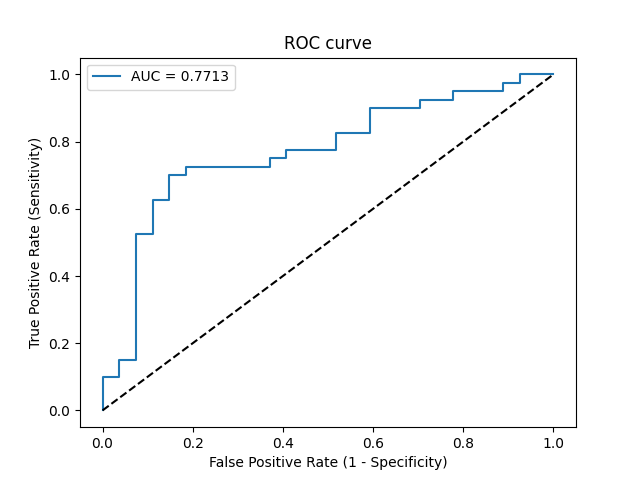 ROC curve
AUC = 0.7713
1.0
0.8
0.6
0.4
0.2
0.0
True Positive Rate (Sensitivity)
0.0 0.2 0.4 0.6 0.8 1.0
False Positive Rate (1 - Specificity)